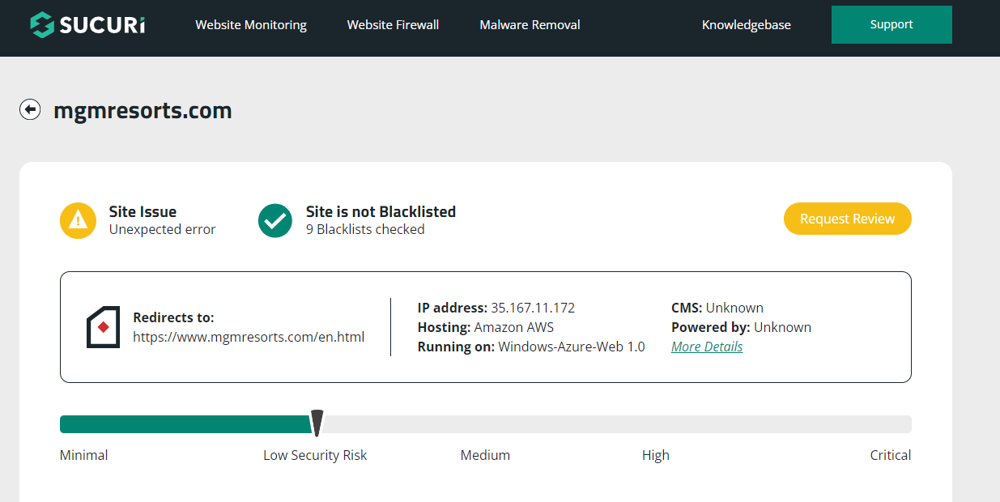 SUCURi
Website Monitoring
Website Firewall
Malware Removal
Knowledgebase
Support
mgmresorts.com
Site Issue
Unexpected error
Site is not Blacklisted
9 Blacklists checked
Request Review
Redirects to:
https://www.mgmresorts.com/en.html
IP address: 35.167.11.172
Hosting: Amazon AWS
Running on: Windows-Azure-Web 1.0
CMS: Unknown
Powered by: Unknown
More Details
Minimal
Low Security Risk
Medium
High
Critical